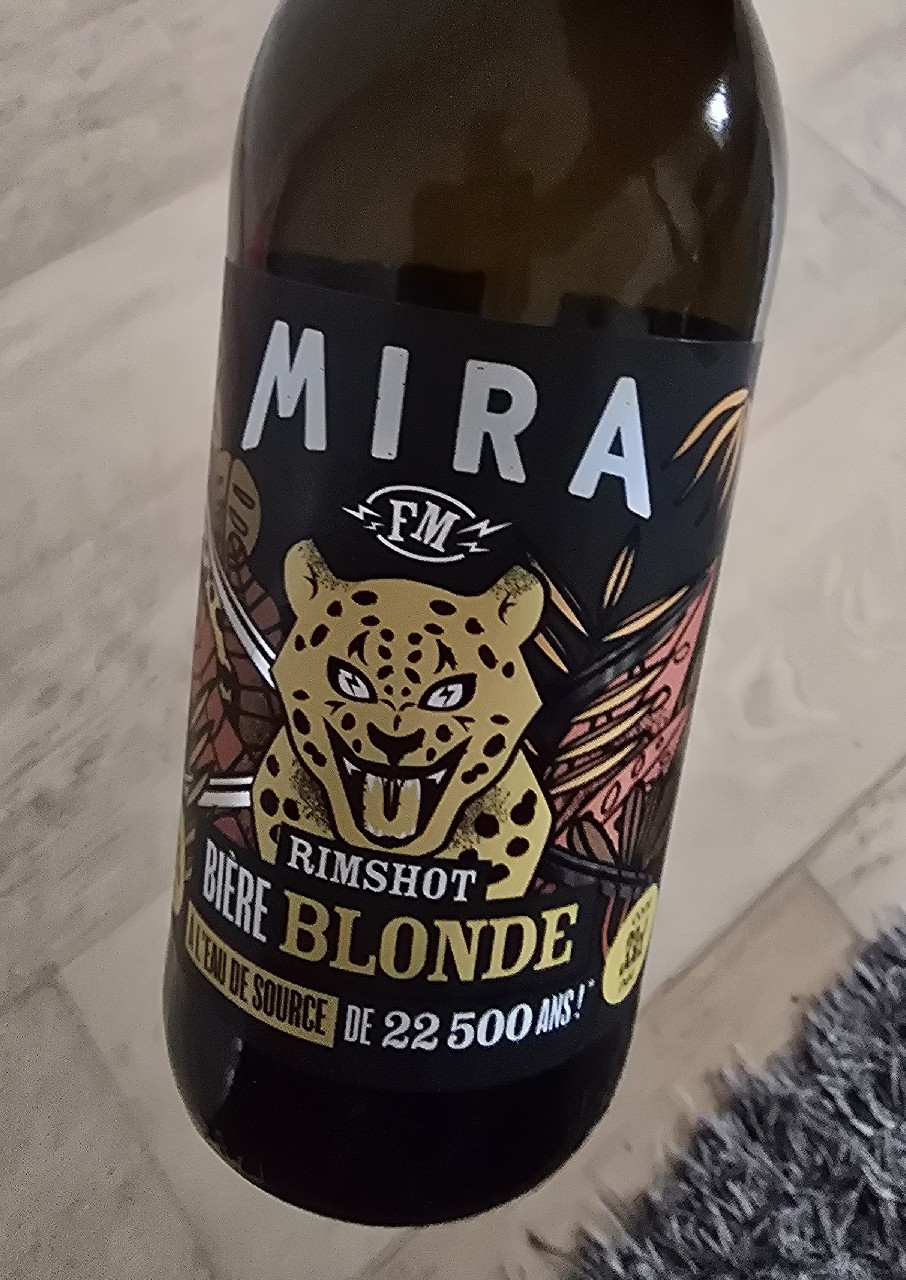 MIRA
FM
RIMSHOT
BIÈRE BLONDE
À L'EAU DE SOURCE DE 22 500 ANS !*